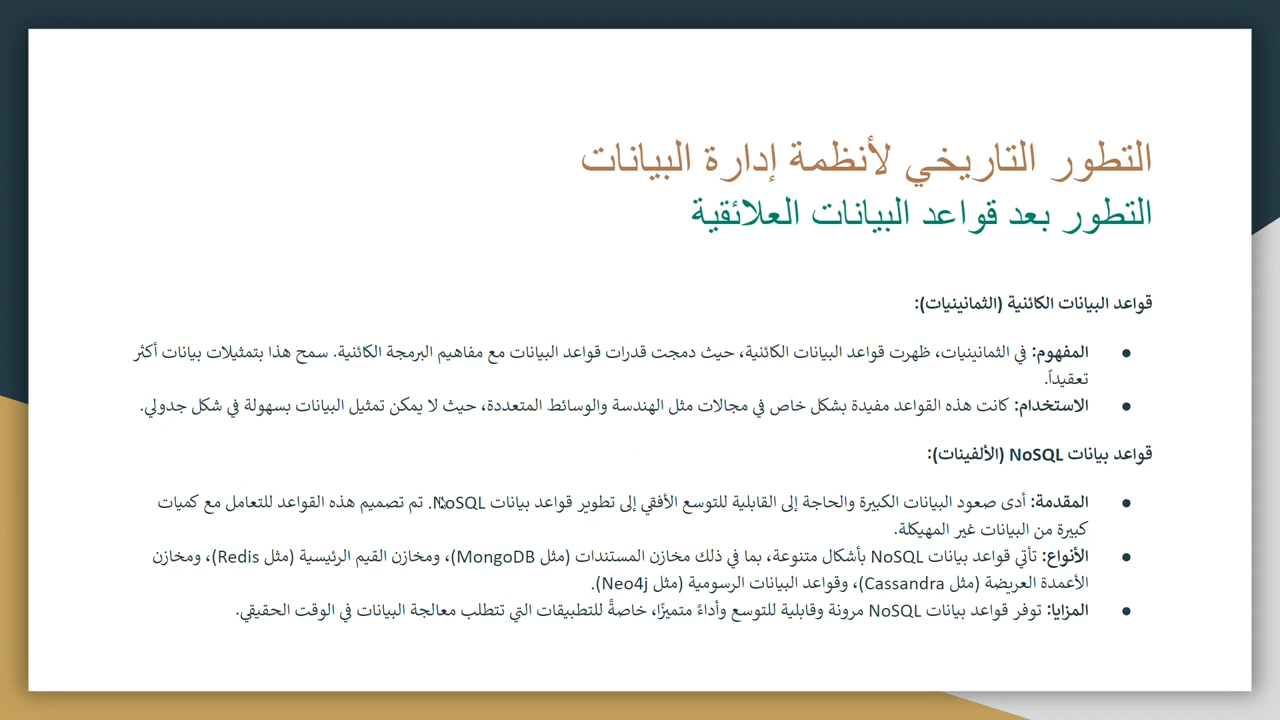 التطور التاريخي لأنظمة إدارة البيانات
التطور بعد قواعد البيانات العلائقية
قواعد البيانات الكائنية (الثمانينيات):
● المفهوم: في الثمانينيات، ظهرت قواعد البيانات الكائنية، حيث دمجت قدرات قواعد البيانات مع مفاهيم البرمجة الكائنية. سمح هذا بتمثيلات بيانات أكثر
تعقيداً.
● الاستخدام: كانت هذه القواعد مفيدة بشكل خاص في مجالات مثل الهندسة والوسائط المتعددة، حيث لا يمكن تمثيل البيانات بسهولة في شكل جدولي.
قواعد بيانات NoSQL (الألفينات):
● المقدمة: أدى صعود البيانات الكبيرة والحاجة إلى القابلية للتوسع الأفقي إلى تطوير قواعد بيانات NoSQL. تم تصميم هذه القواعد للتعامل مع كميات
كبيرة من البيانات غير المهيكلة.
● الأنواع: تأتي قواعد بيانات NoSQL بأشكال متنوعة، بما في ذلك مخازن المستندات (مثل MongoDB)، ومخازن القيم الرئيسية (مثل Redis)، ومخازن
الأعمدة العريضة (مثل Cassandra)، وقواعد البيانات الرسومية (مثل Neo4j).
● المزايا: توفر قواعد بيانات NoSQL مرونة وقابلية للتوسع وأداءً متميزًا، خاصةً للتطبيقات التي تتطلب معالجة البيانات في الوقت الحقيقي.